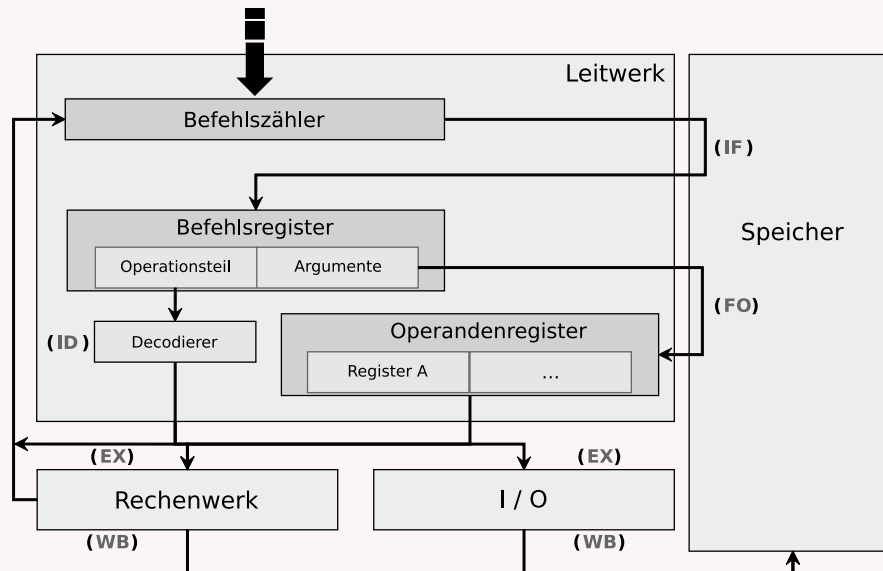 Leitwerk
Befehlszähler
(IF)
Befehlsregister
Speicher
Operationsteil
Argumente
(FO)
Operandenregister
(ID)
Decodierer
Register A
...
(EX)
(EX)
Rechenwerk
I / O
(WB)
(WB)